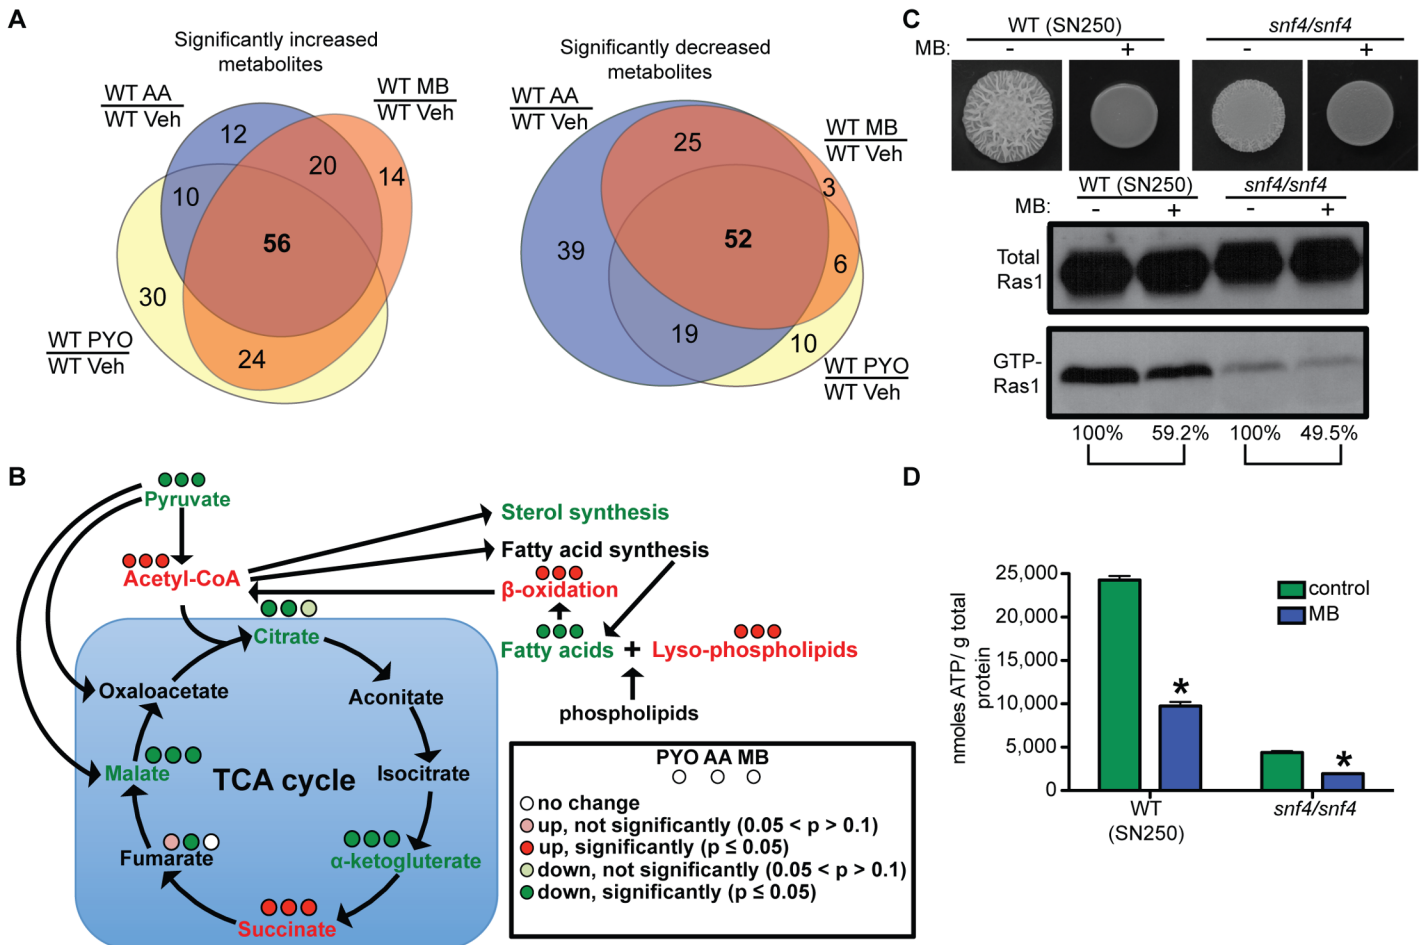 A
Significantly increased
metabolites
WT AA
WT Veh
WT MB
WT Veh
12
20
14
10
56
30
24
WT PYO
WT Veh
Significantly decreased
metabolites
WT AA
WT Veh
WT MB
WT Veh
25
3
39
52
6
19
10
WT PYO
WT Veh
B
Pyruvate
Acetyl-CoA
Sterol synthesis
Fatty acid synthesis
β-oxidation
Fatty acids + Lyso-phospholipids
phospholipids
Citrate
Oxaloacetate
Aconitate
Malate
TCA cycle
Isocitrate
Fumarate
α-ketogluterate
Succinate
PYO AA MB
no change
up, not significantly (0.05 < p > 0.1)
up, significantly (p ≤ 0.05)
down, not significantly (0.05 < p > 0.1)
down, significantly (p ≤ 0.05)
C
WT (SN250) snf4/snf4
MB: - + - +
WT (SN250) snf4/snf4
MB: - + - +
Total
Ras1
GTP-
Ras1
100% 59.2% 100% 49.5%
D
nmoles ATP/ g total
protein
25,000
20,000
15,000
10,000
5,000
0
control
MB
*
*
WT
(SN250)
snf4/snf4